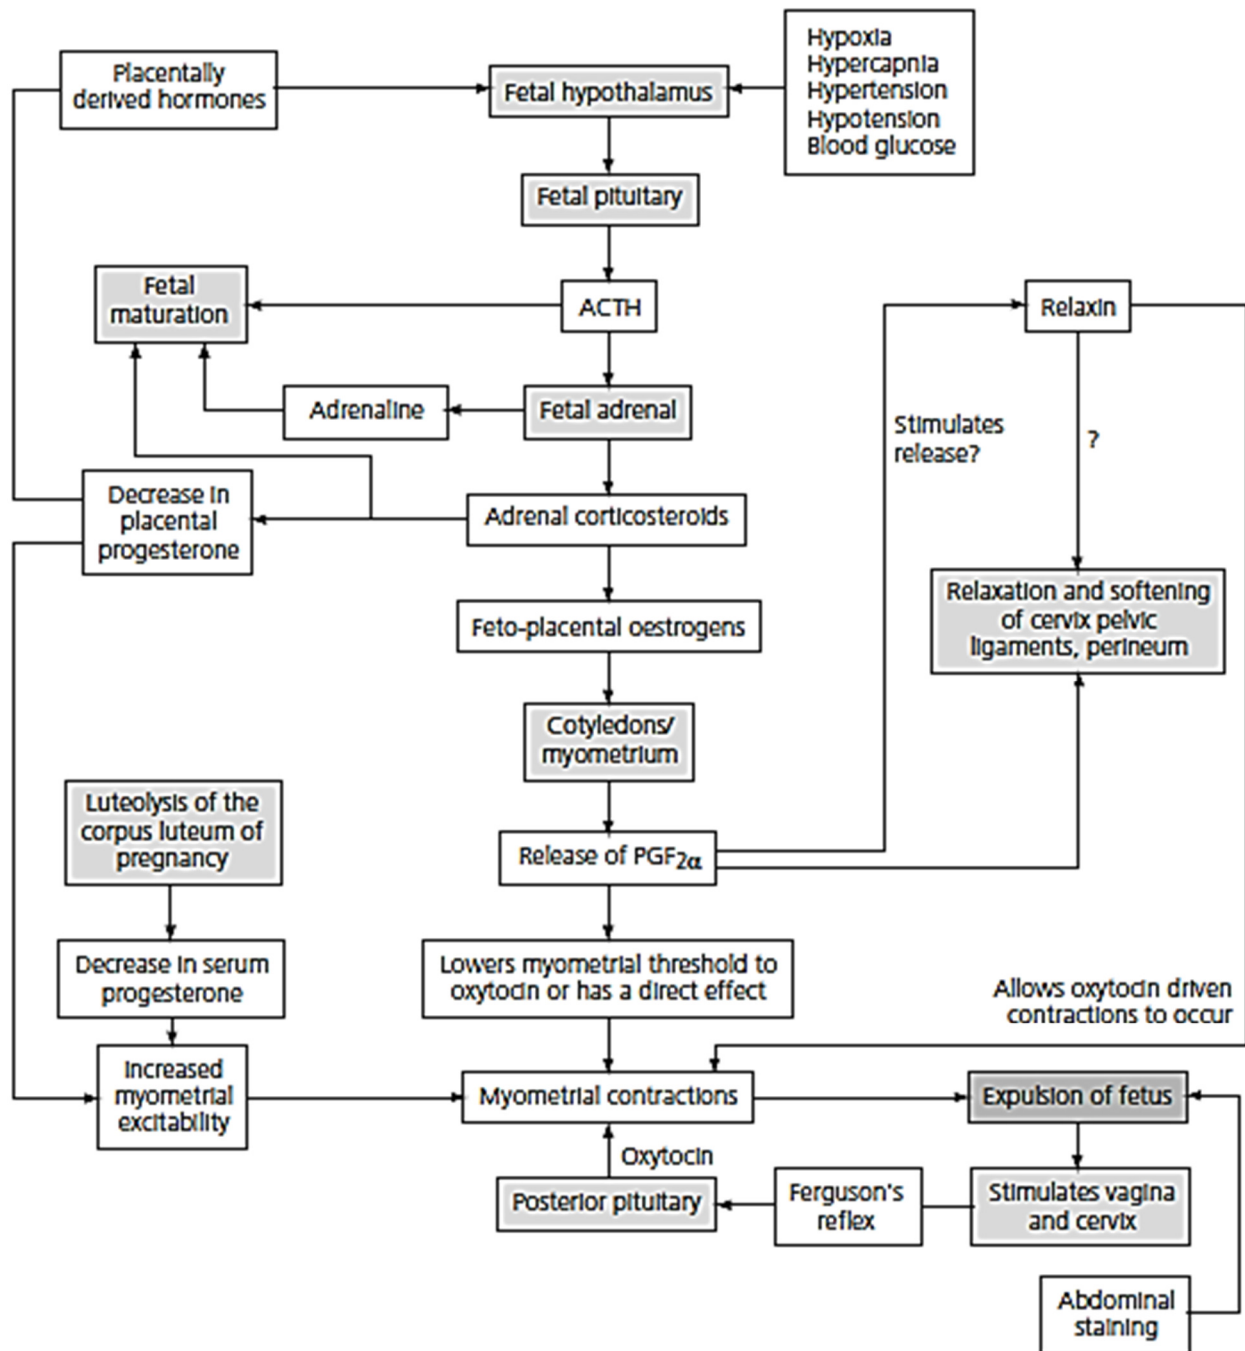 Placentally
derived hormones
Fetal hypothalamus
Hypoxia
Hypercapnia
Hypertension
Hypotension
Blood glucose
Fetal pituitary
Fetal
maturation
ACTH
Relaxin
Adrenaline
Fetal adrenal
Stimulates
release?
?
Decrease in
placental
progesterone
Adrenal corticosteroids
Relaxation and softening
of cervix pelvic
ligaments, perineum
Feto-placental oestrogens
Cotyledons/
myometrium
Luteolysis of the
corpus luteum of
pregnancy
Release of PGF2α
Decrease in serum
progesterone
Lowers myometrial threshold to
oxytocin or has a direct effect
Allows oxytocin driven
contractions to occur
Increased
myometrial
excitability
Myometrial contractions
Expulsion of fetus
Oxytocin
Posterior pituitary
Ferguson's
reflex
Stimulates vagina
and cervix
Abdominal
staining